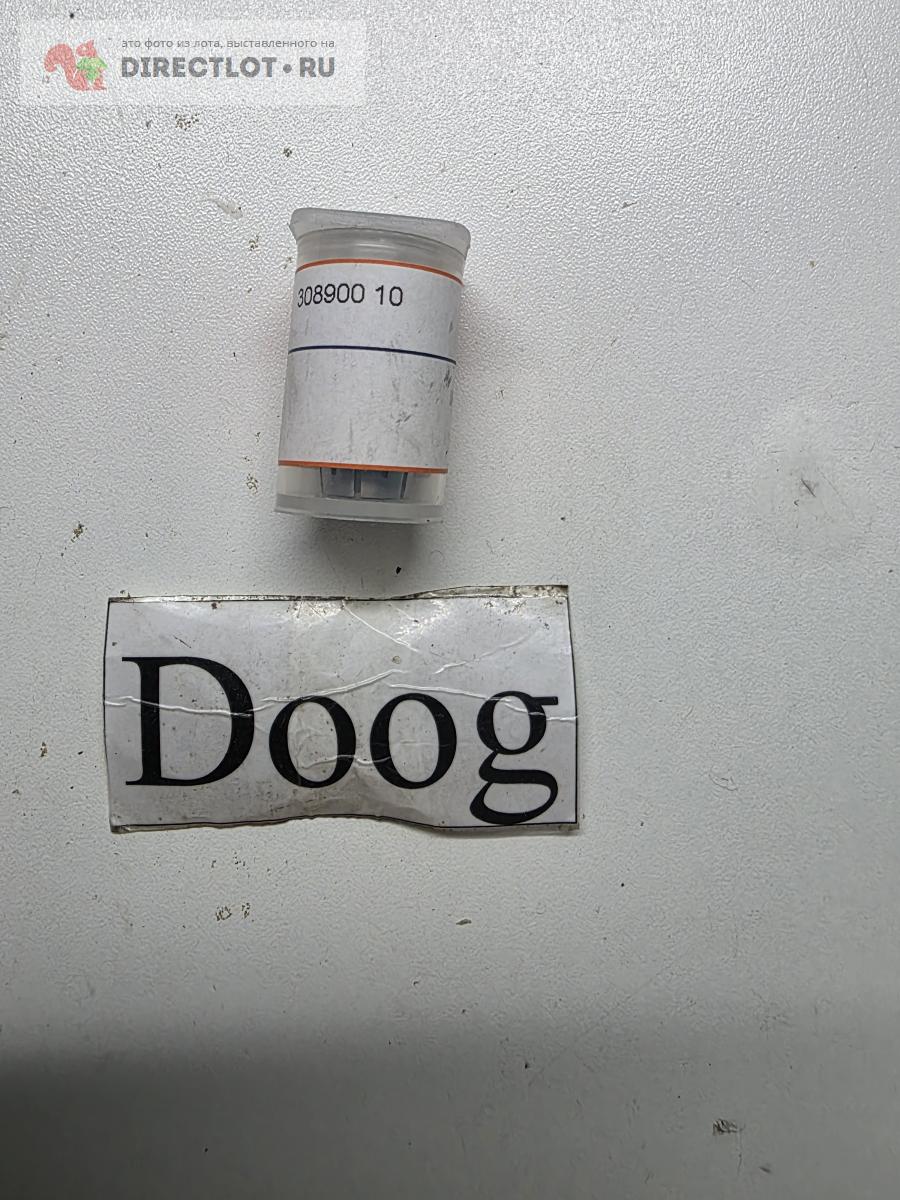 это фото из лота, выставленного на
DIRECTLOT • RU
308900 10
Doog